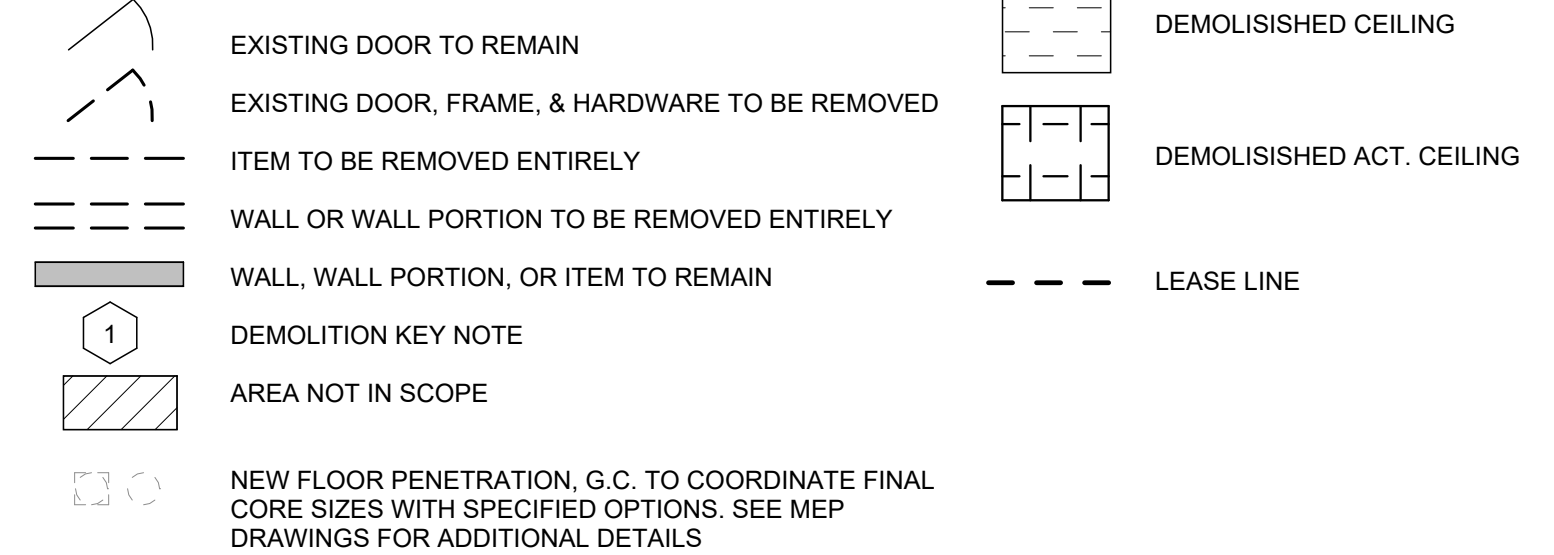 EXISTING DOOR TO REMAIN
EXISTING DOOR, FRAME, & HARDWARE TO BE REMOVED
ITEM TO BE REMOVED ENTIRELY
WALL OR WALL PORTION TO BE REMOVED ENTIRELY
WALL, WALL PORTION, OR ITEM TO REMAIN
1
DEMOLITION KEY NOTE
AREA NOT IN SCOPE
NEW FLOOR PENETRATION, G.C. TO COORDINATE FINAL
CORE SIZES WITH SPECIFIED OPTIONS. SEE MEP
DRAWINGS FOR ADDITIONAL DETAILS
DEMOLISISHED CEILING
DEMOLISISHED ACT. CEILING
LEASE LINE